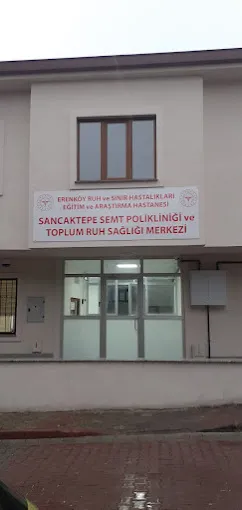 ERENKÖY RUH ve SİNİR HASTALIKLARI
EĞİTİM ve ARAŞTIRMA HASTANESİ
SANCAKTEPE SEMT POLİKLİNİĞİ ve
TOPLUM RUH SAĞLIĞI MERKEZİ